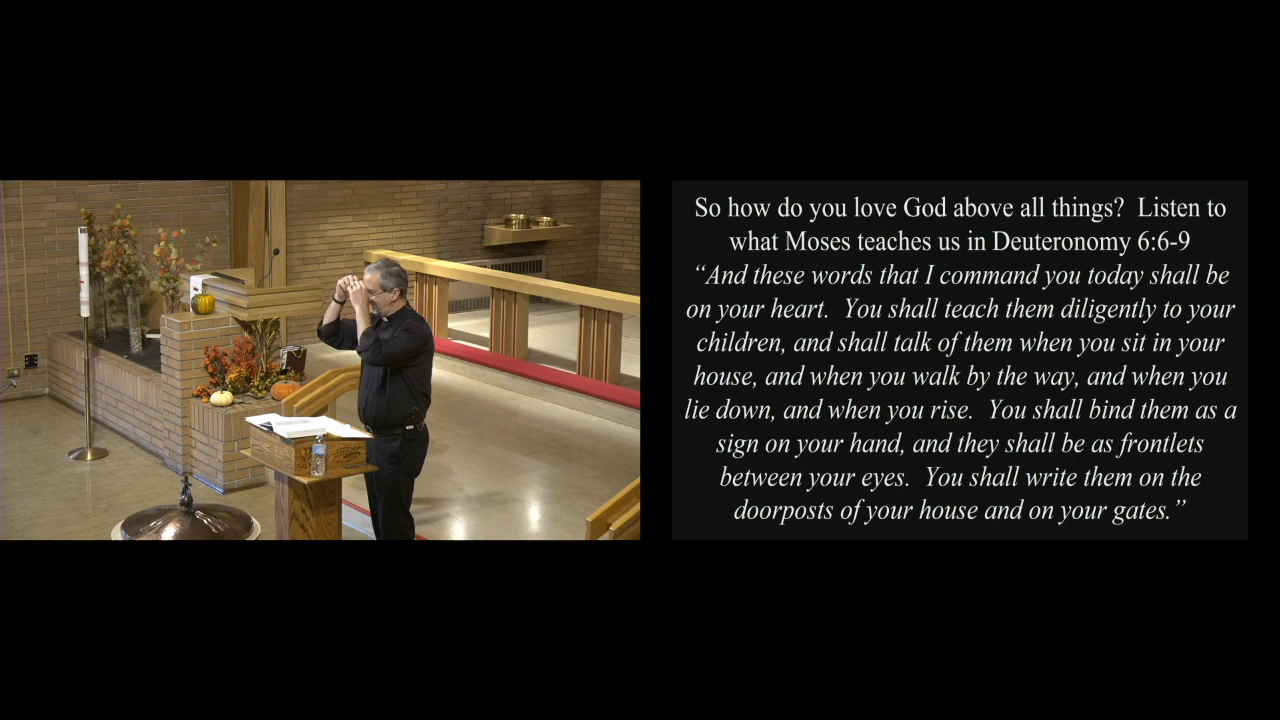 So how do you love God above all things?  Listen to
what Moses teaches us in Deuteronomy 6:6-9
“And these words that I command you today shall be
on your heart.  You shall teach them diligently to your
children, and shall talk of them when you sit in your
house, and when you walk by the way, and when you
lie down, and when you rise.  You shall bind them as a
sign on your hand, and they shall be as frontlets
between your eyes.  You shall write them on the
doorposts of your house and on your gates.”